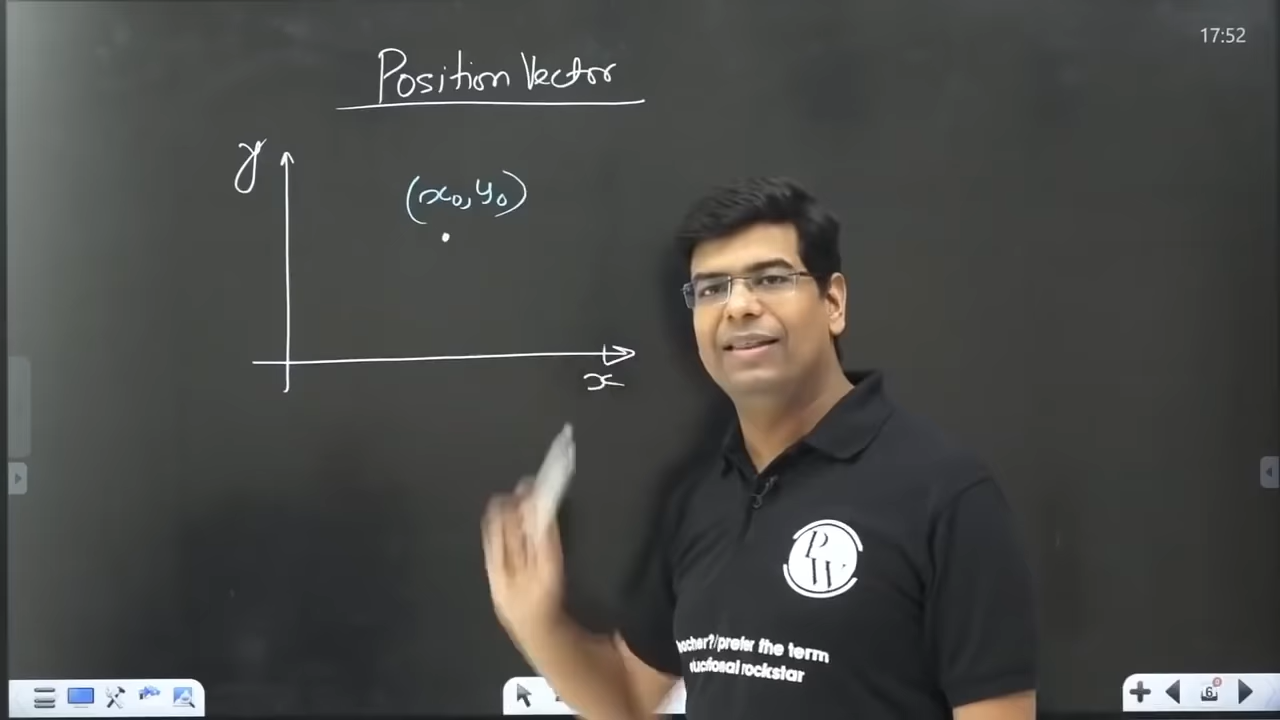 17:52
Position Vector
y
(x₀, y₀)
x
PW
prefer the term
rockstar